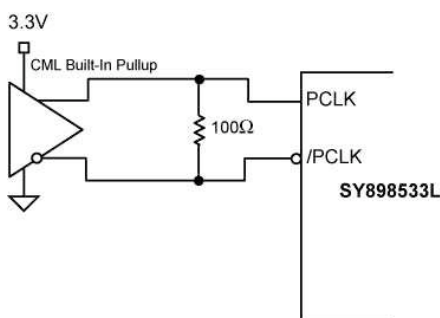 3.3V
CML Built-In Pullup
PCLK
100Ω
/PCLK
SY898533L